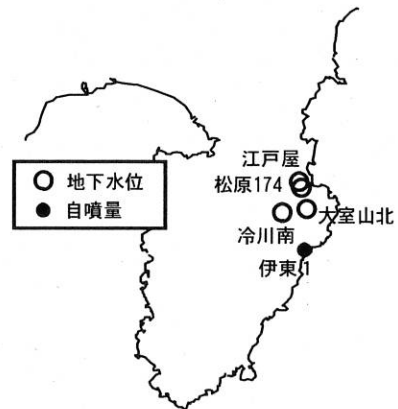 江戸屋
松原174
地下水位
自噴量
大室山北
冷川南
伊東1